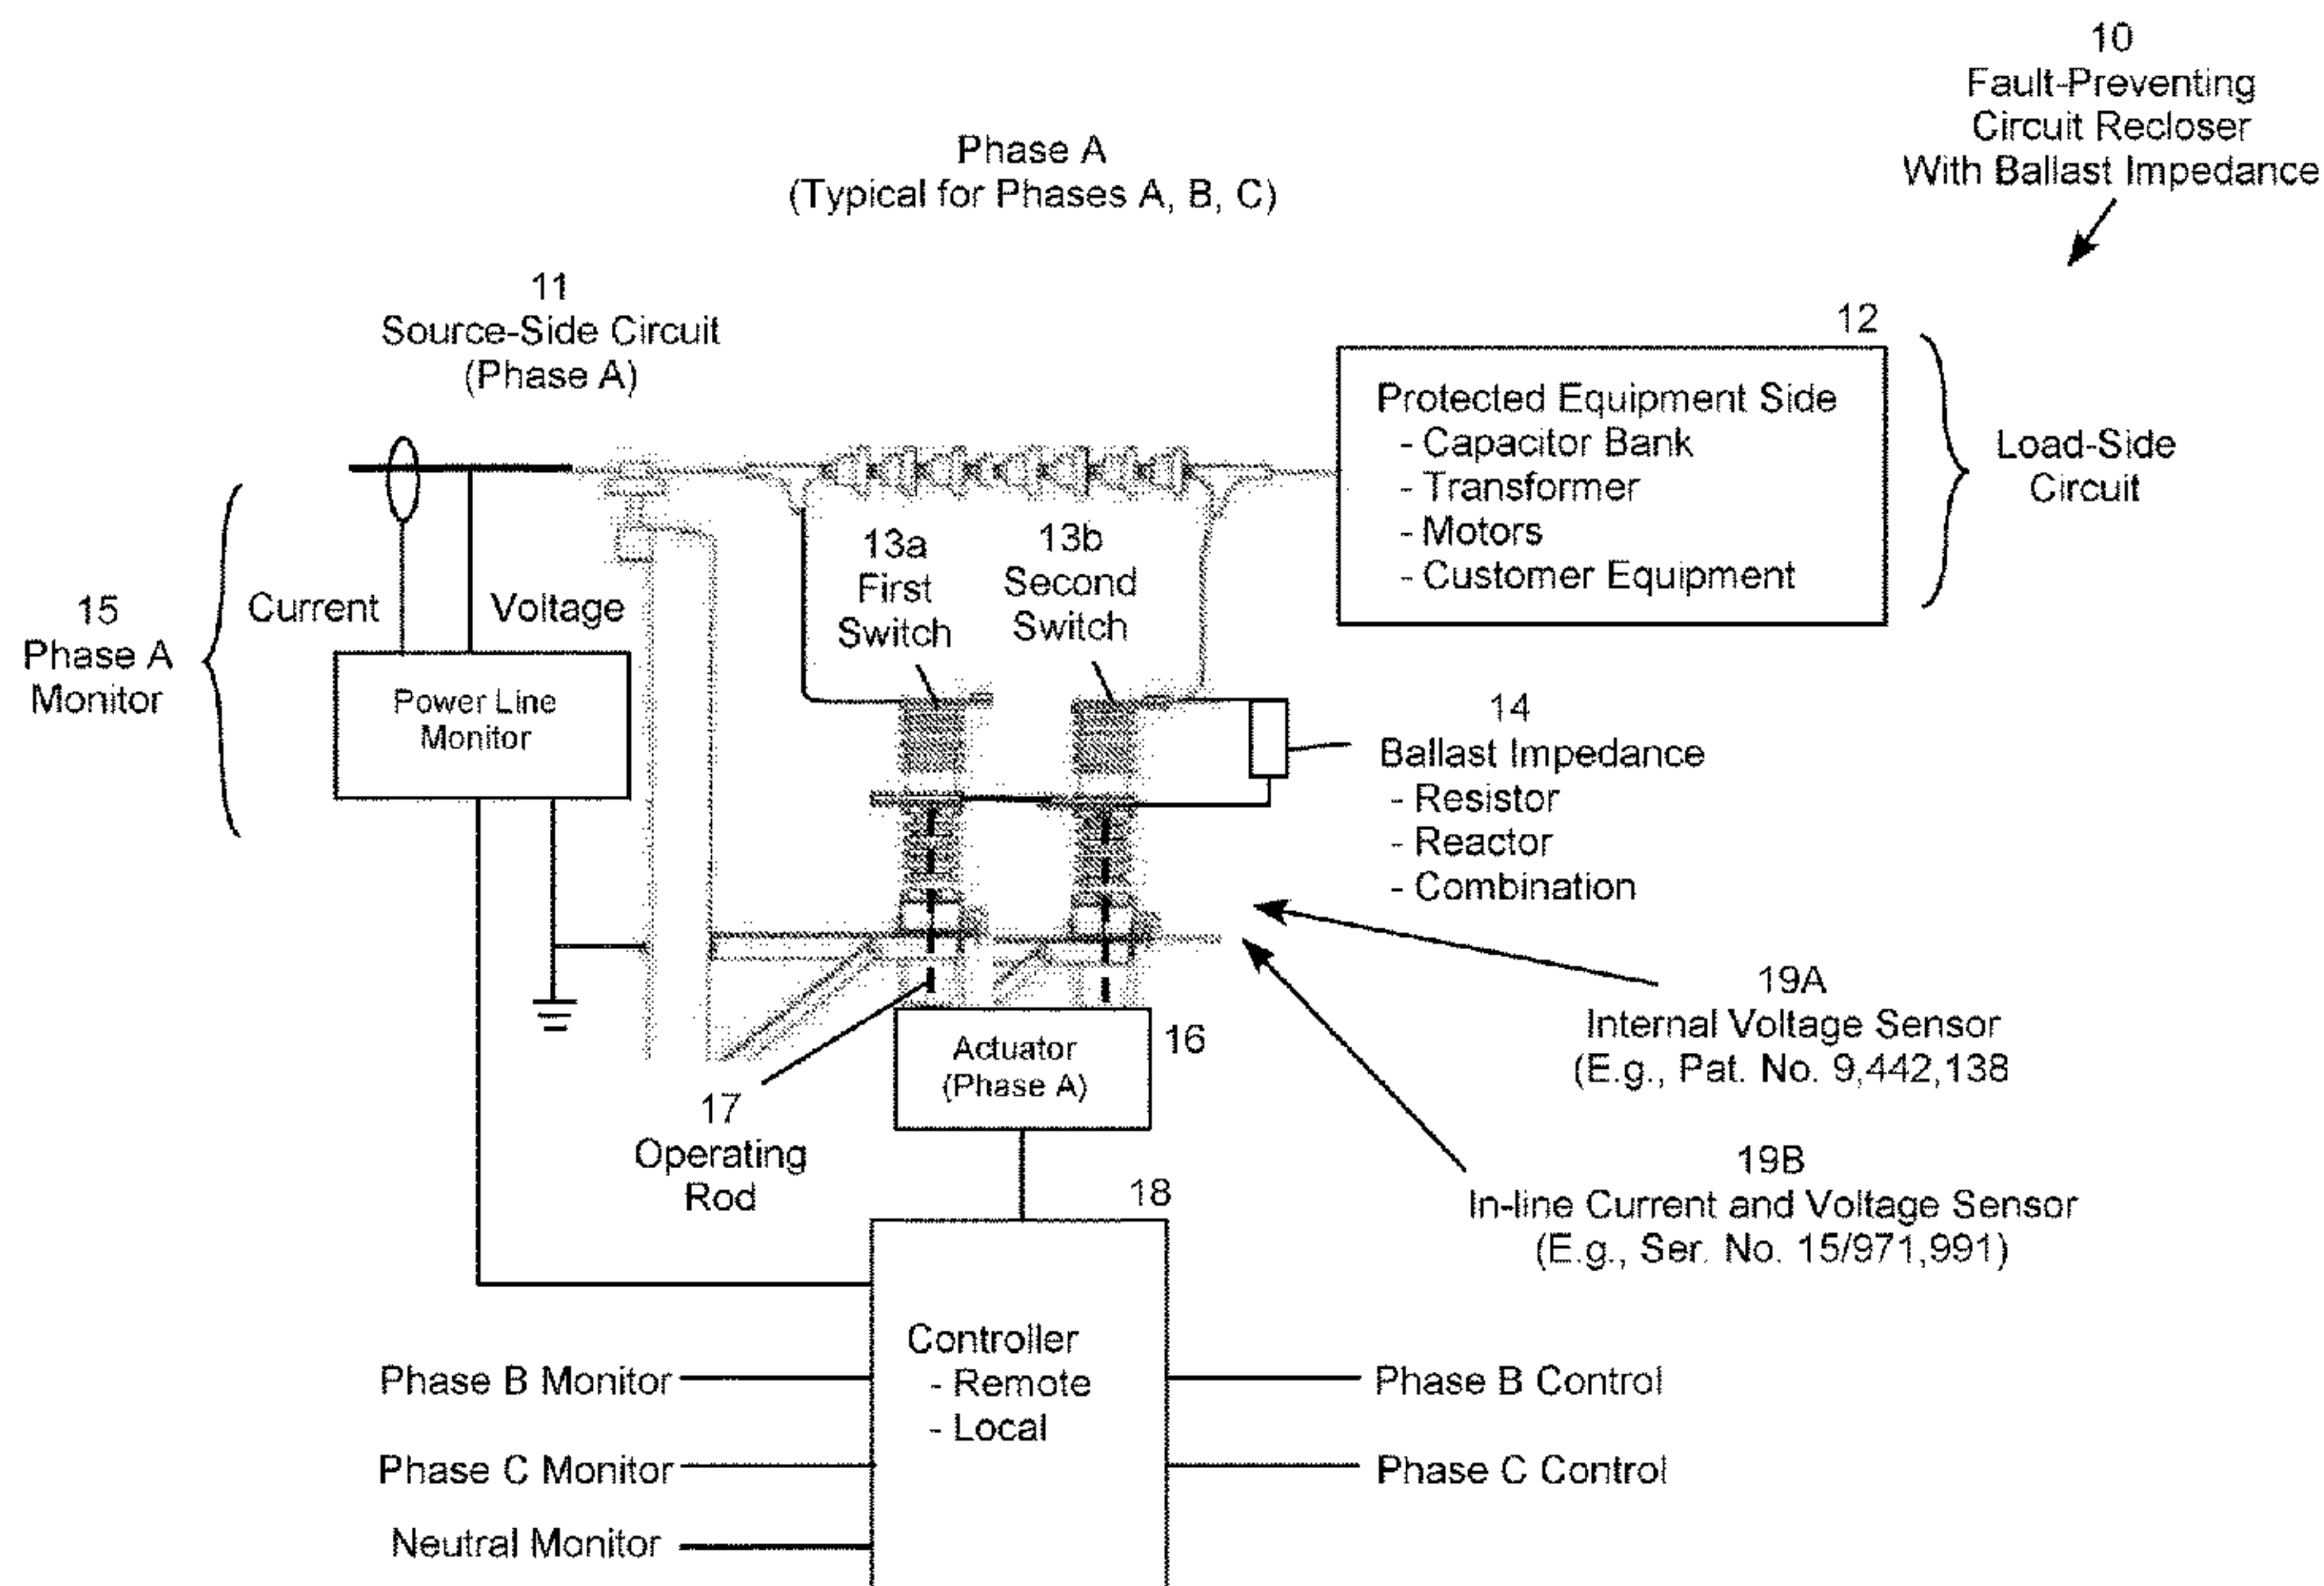 10
Fault-Preventing
Circuit Recloser
With Ballast Impedance
Phase A
(Typical for Phases A, B, C)
11
Source-Side Circuit
(Phase A)
12
Protected Equipment Side
- Capacitor Bank
- Transformer
- Motors
- Customer Equipment
Load-Side
Circuit
15
Phase A
Monitor
Current
Voltage
Power Line
Monitor
13a
First
Switch
13b
Second
Switch
14
Ballast Impedance
- Resistor
- Reactor
- Combination
19A
Internal Voltage Sensor
(E.g., Pat. No. 9,442,138
Actuator
(Phase A)
16
17
Operating
Rod
19B
In-line Current and Voltage Sensor
(E.g., Ser. No. 15/971,991)
18
Controller
- Remote
- Local
Phase B Monitor
Phase C Monitor
Neutral Monitor
Phase B Control
Phase C Control